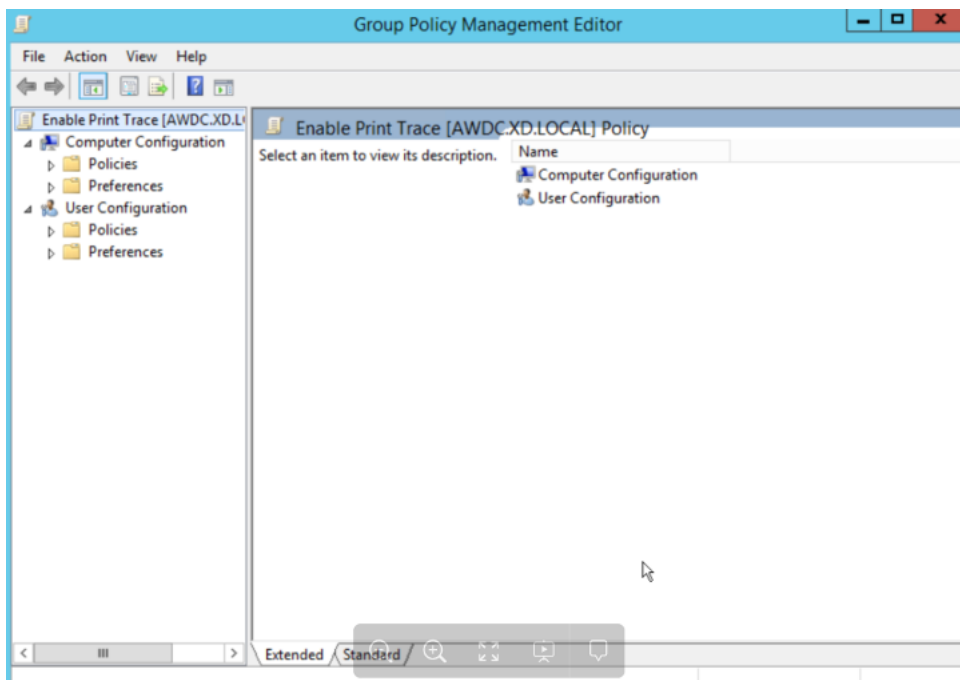 Group Policy Management Editor
File Action View Help
Enable Print Trace [AWDC.XD.L
Computer Configuration
Policies
Preferences
User Configuration
Policies
Preferences
Enable Print Trace [AWDC.XD.LOCAL] Policy
Select an item to view its description.
Name
Computer Configuration
User Configuration
Extended Standard